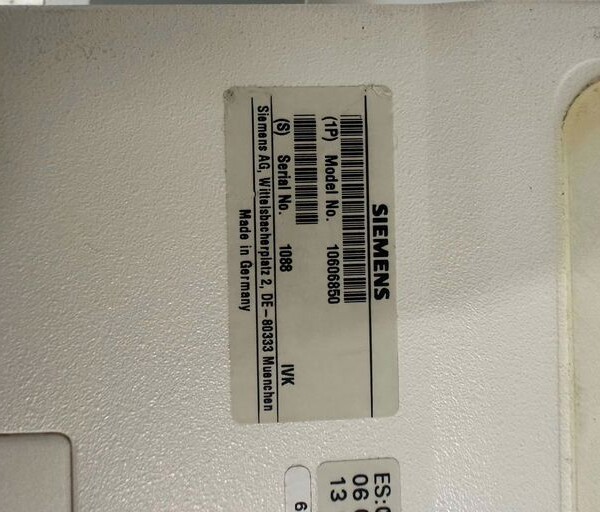 SIEMENS
(1P) Model No. 10606850
(S) Serial No. 1088 IVK
Siemens AG, Wittelsbacherplatz 2, DE-80333 Muenchen
Made in Germany
ES:
06
13
6